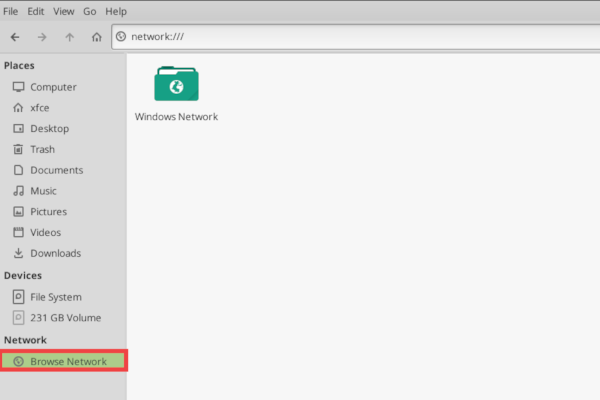 File Edit View Go Help
network:///
Places
Computer
xfce
Desktop
Trash
Documents
Music
Pictures
Videos
Downloads
Devices
File System
231 GB Volume
Network
Browse Network
Windows Network